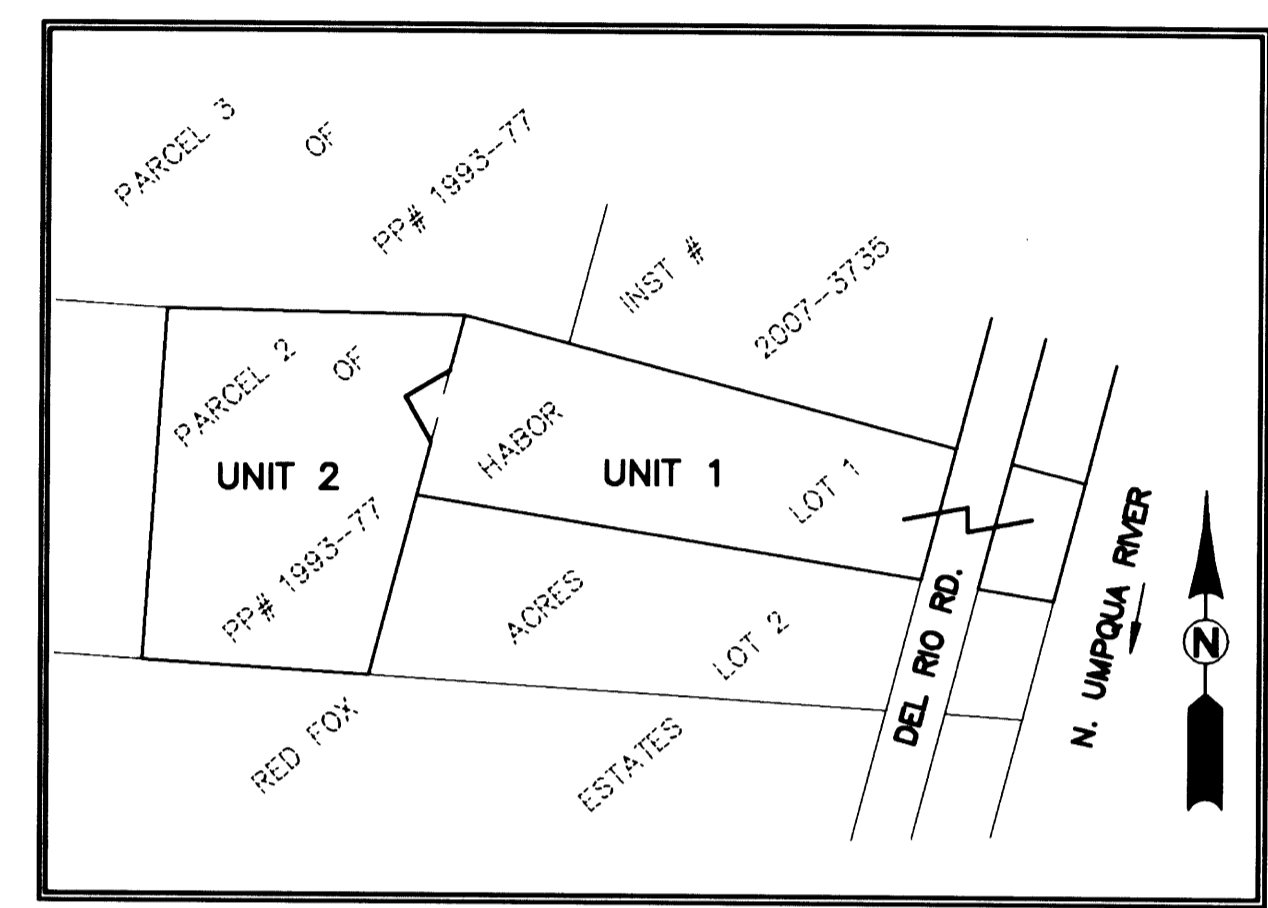 PARCEL 3
OF
PP# 1993--77
INST #
2007--3735
PARCEL 2
OF
PP# 1993--77
UNIT 2
HABOR
UNIT 1
LOT 1
ACRES
LOT 2
RED FOX
ESTATES
DEL RIO RD.
N. UMPQUA RIVER
N